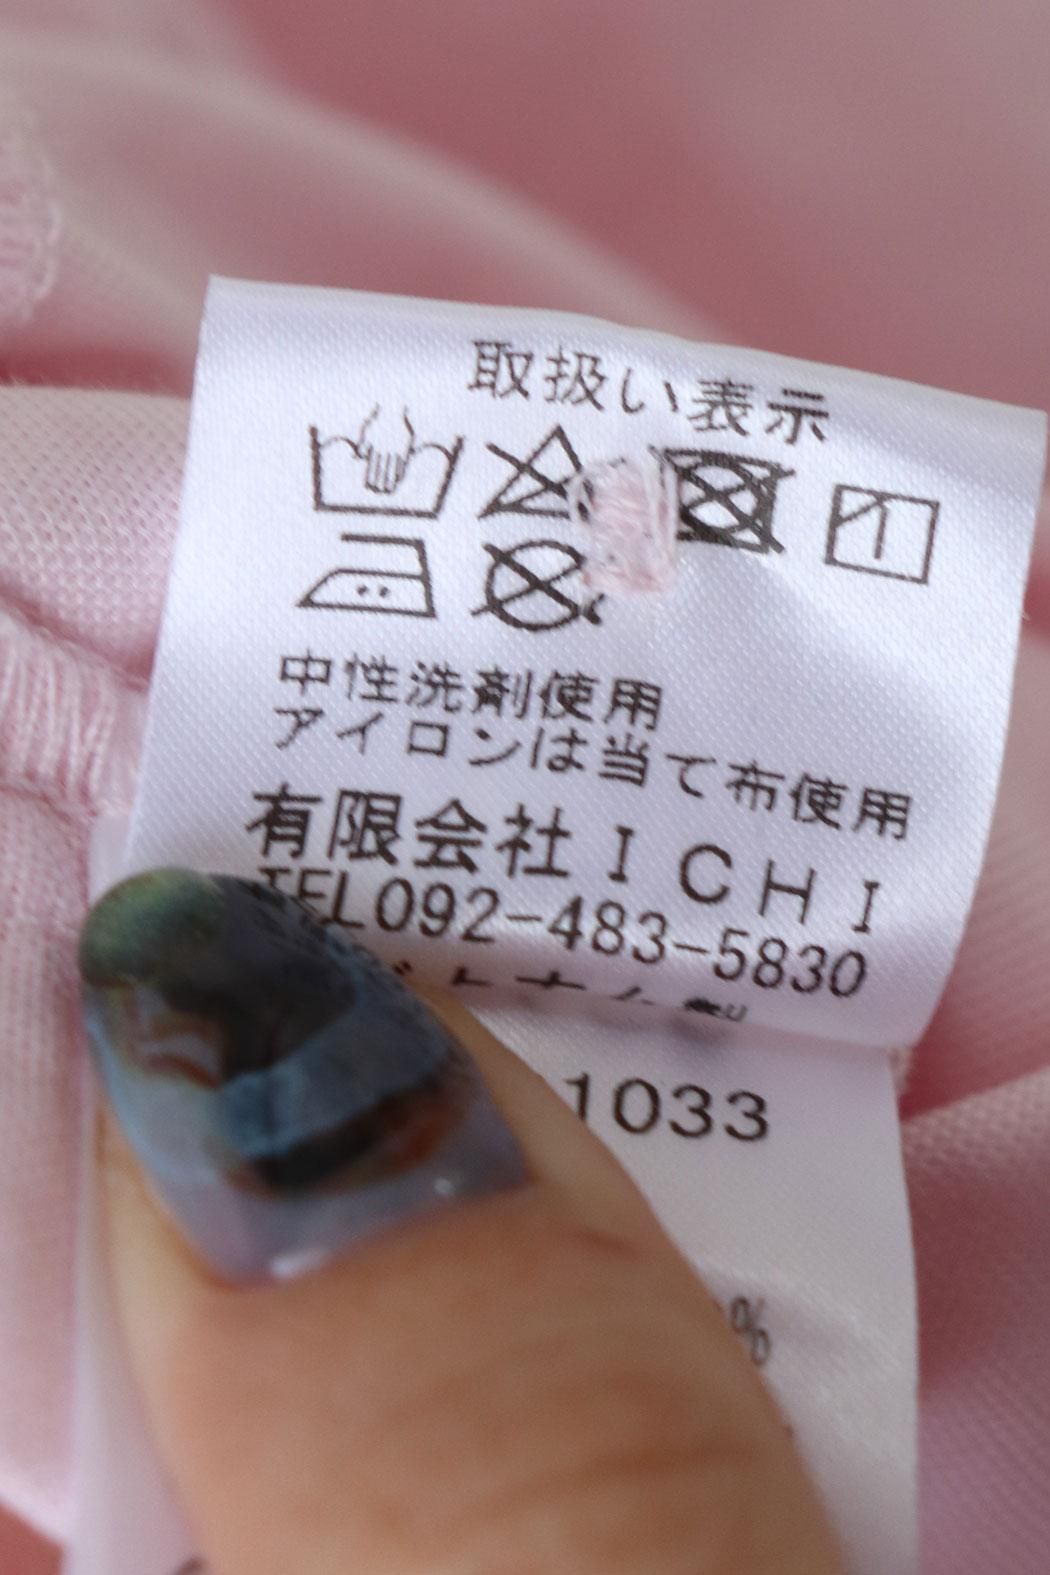 取扱い表示
中性洗剤使用
アイロンは当て布使用
有限会社ICHI
TEL092-483-5830
1033
%